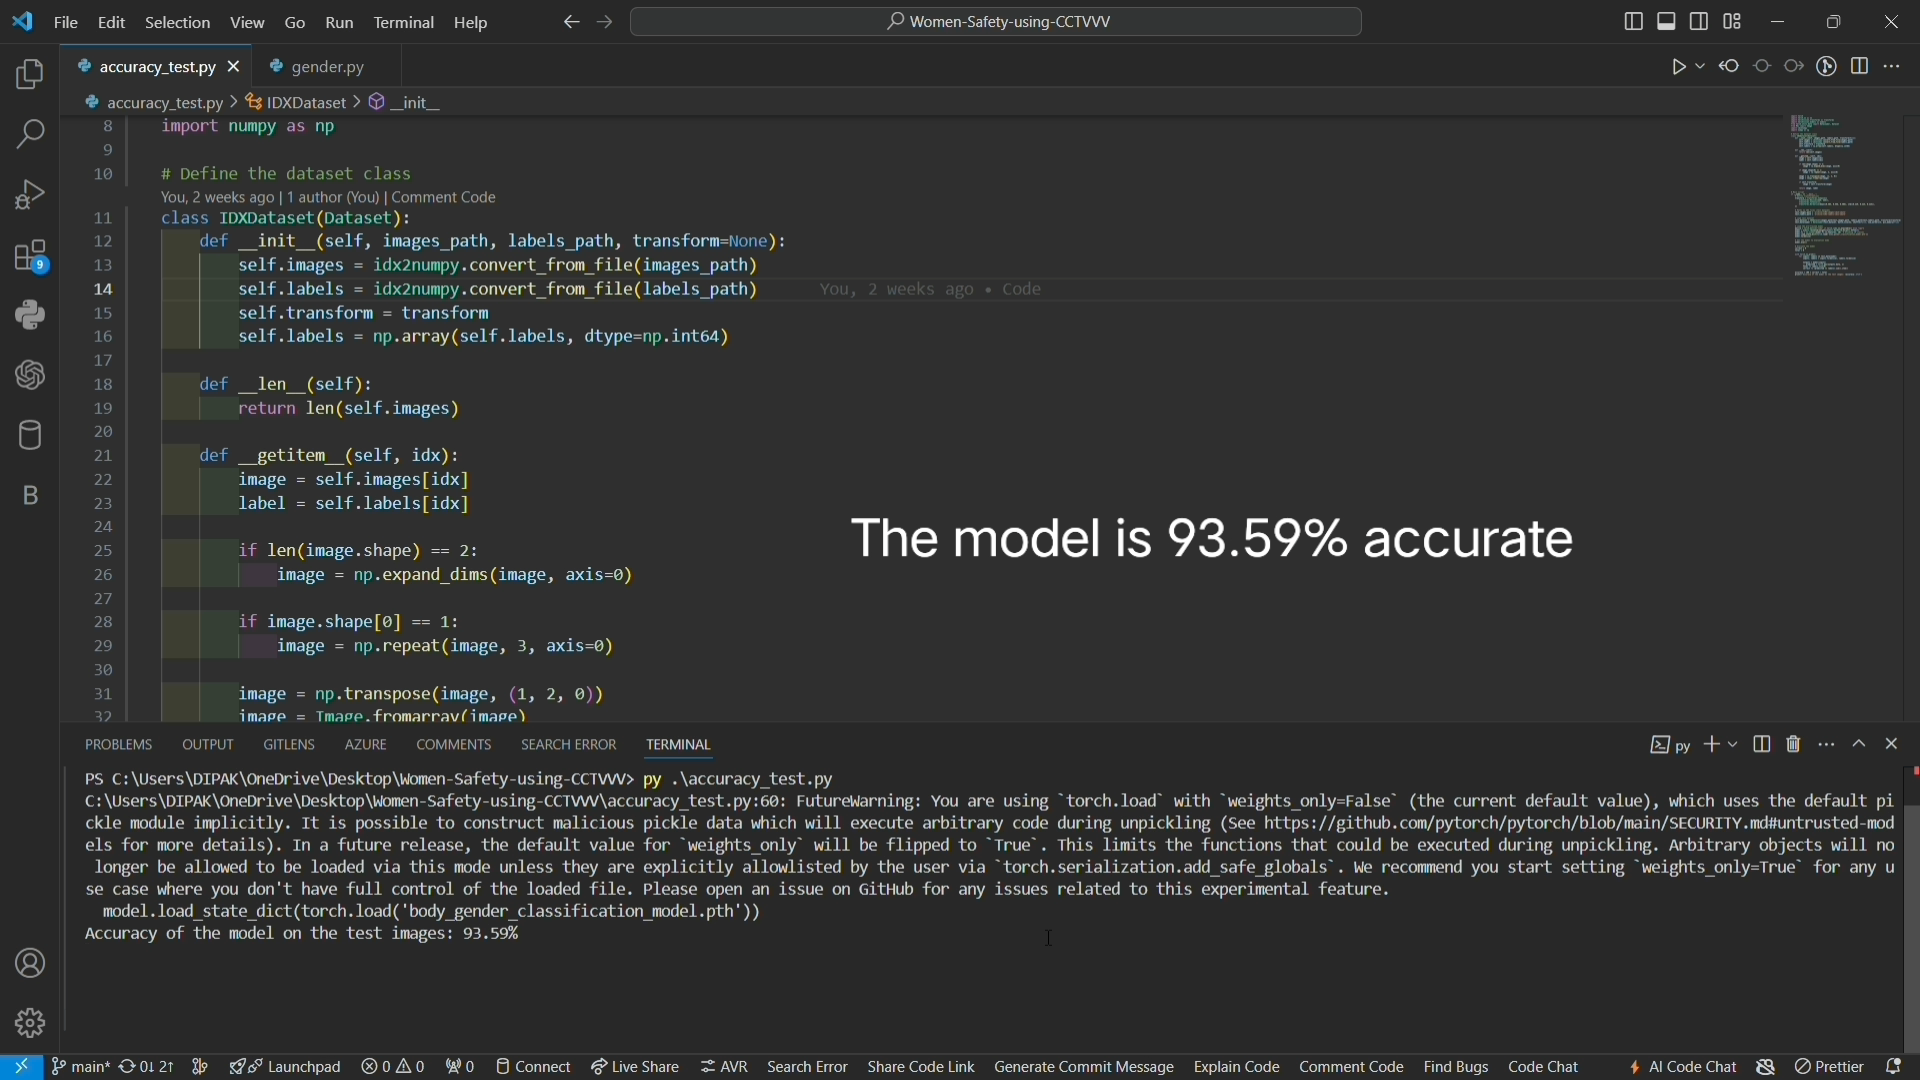 File Edit Selection View Go Run Terminal Help
Women-Safety-using-CCTVVV
accuracy_test.py
gender.py
accuracy_test.py > IDXDataset > __init__
8 import numpy as np
9
10 # Define the dataset class
You, 2 weeks ago | 1 author (You) | Comment Code
11 class IDXDataset(Dataset):
12 def __init__(self, images_path, labels_path, transform=None):
13 self.images = idx2numpy.convert_from_file(images_path)
14 self.labels = idx2numpy.convert_from_file(labels_path) You, 2 weeks ago • Code
15 self.transform = transform
16 self.labels = np.array(self.labels, dtype=np.int64)
17
18 def __len__(self):
19 return len(self.images)
20
21 def __getitem__(self, idx):
22 image = self.images[idx]
23 label = self.labels[idx]
24
25 if len(image.shape) == 2:
26 image = np.expand_dims(image, axis=0)
27
28 if image.shape[0] == 1:
29 image = np.repeat(image, 3, axis=0)
30
31 image = np.transpose(image, (1, 2, 0))
32 image = Image.fromarray(image)
The model is 93.59% accurate
9
B
PROBLEMS OUTPUT GITLENS AZURE COMMENTS SEARCH ERROR TERMINAL
py
PS C:\Users\DIPAK\OneDrive\Desktop\Women-Safety-using-CCTVVV> py .\accuracy_test.py
C:\Users\DIPAK\OneDrive\Desktop\Women-Safety-using-CCTVVV\accuracy_test.py:60: FutureWarning: You are using `torch.load` with `weights_only=False` (the current default value), which uses the default pi
ckle module implicitly. It is possible to construct malicious pickle data which will execute arbitrary code during unpickling (See https://github.com/pytorch/pytorch/blob/main/SECURITY.md#untrusted-mod
els for more details). In a future release, the default value for `weights_only` will be flipped to `True`. This limits the functions that could be executed during unpickling. Arbitrary objects will no
longer be allowed to be loaded via this mode unless they are explicitly allowlisted by the user via `torch.serialization.add_safe_globals`. We recommend you start setting `weights_only=True` for any u
se case where you don't have full control of the loaded file. Please open an issue on GitHub for any issues related to this experimental feature.
model.load_state_dict(torch.load('body_gender_classification_model.pth'))
Accuracy of the model on the test images: 93.59%
main* 0↓ 2↑ Launchpad 0 0 0 Connect Live Share AVR Search Error Share Code Link Generate Commit Message Explain Code Comment Code Find Bugs Code Chat AI Code Chat Prettier